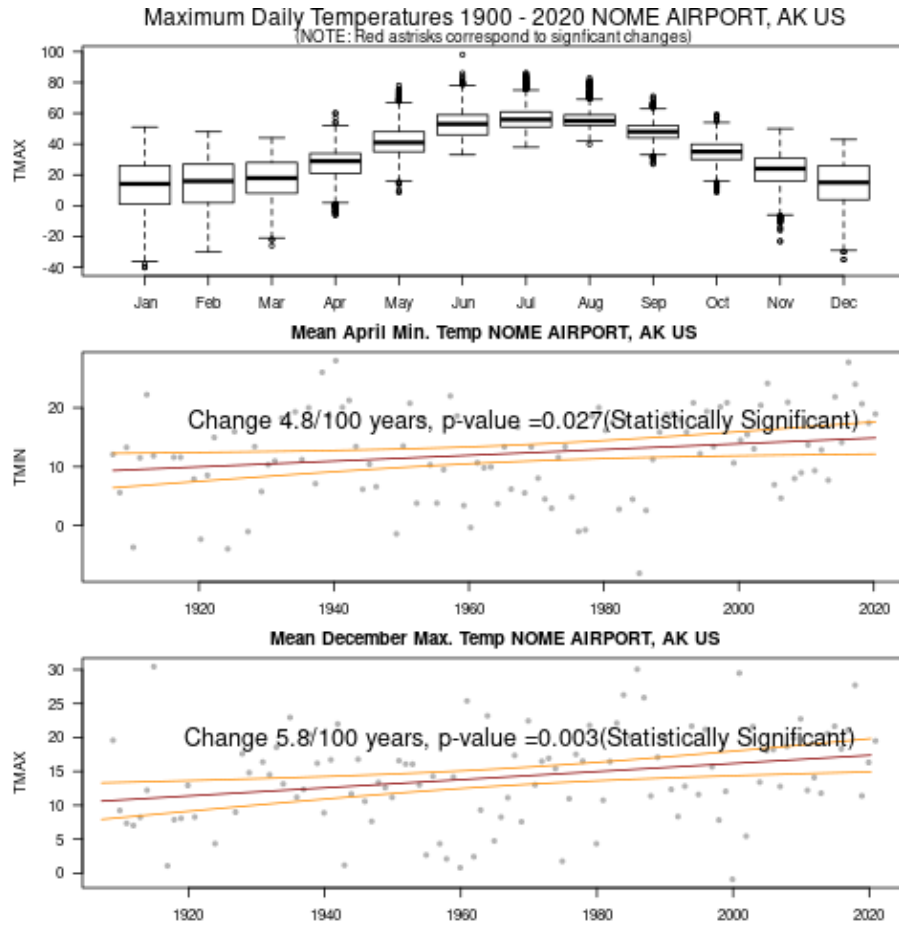 Maximum Daily Temperatures 1900 - 2020 NOME AIRPORT, AK US
(NOTE: Red astrisks correspond to signficant changes)
TMAX
100
80
60
40
20
0
-20
-40
Jan Feb Mar Apr May Jun Jul Aug Sep Oct Nov Dec
Mean April Min. Temp NOME AIRPORT, AK US
Change 4.8/100 years, p-value =0.027(Statistically Significant)
TMIN
20
10
0
1920 1940 1960 1980 2000 2020
Mean December Max. Temp NOME AIRPORT, AK US
Change 5.8/100 years, p-value =0.003(Statistically Significant)
TMAX
30
25
20
15
10
5
0
1920 1940 1960 1980 2000 2020